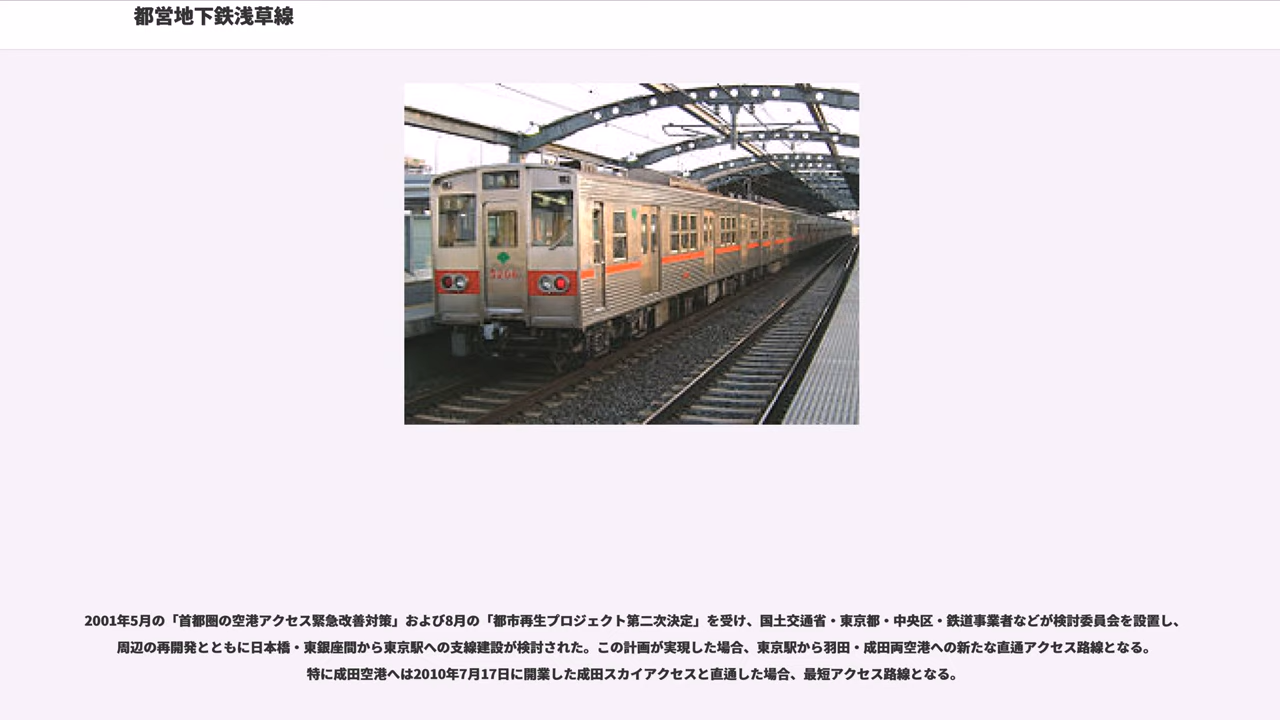 都営地下鉄浅草線
2001年5月の「首都圏の空港アクセス緊急改善対策」および8月の「都市再生プロジェクト第二次決定」を受け、国土交通省・東京都・中央区・鉄道事業者などが検討委員会を設置し、
周辺の再開発とともに日本橋・東銀座間から東京駅への支線建設が検討された。この計画が実現した場合、東京駅から羽田・成田両空港への新たな直通アクセス路線となる。
特に成田空港へは2010年7月17日に開業した成田スカイアクセスと直通した場合、最短アクセス路線となる。